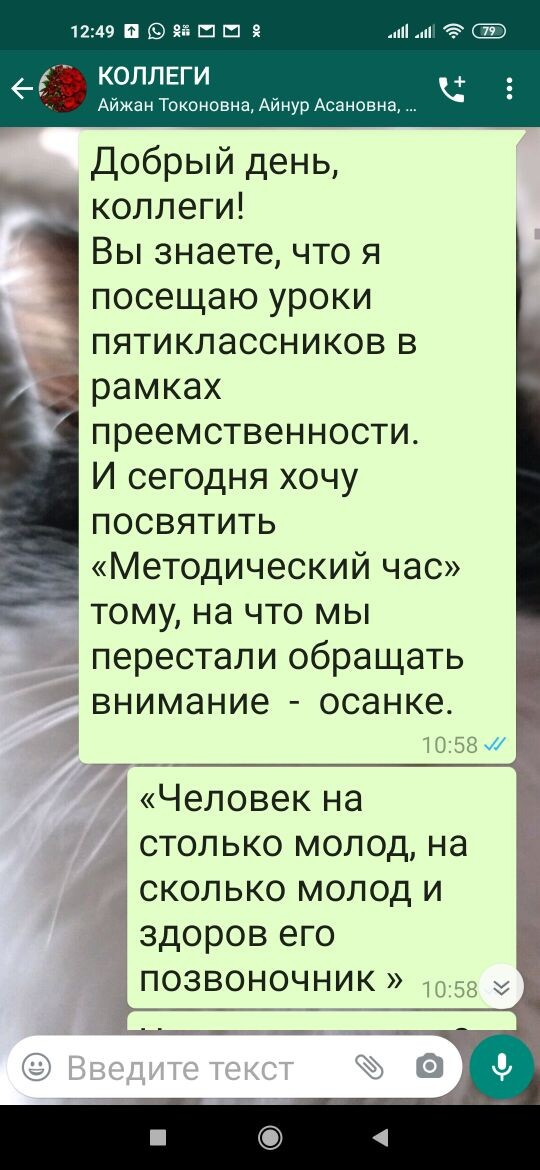 12:49
79
КОЛЛЕГИ
Айжан Токоновна, Айнур Асановна, ...
Добрый день,
коллеги!
Вы знаете, что я
посещаю уроки
пятиклассников в
рамках
преемственности.
И сегодня хочу
посвятить
«Методический час»
тому, на что мы
перестали обращать
внимание - осанке.
10:58
«Человек на
столько молод, на
сколько молод и
здоров его
позвоночник »
10:58
Введите текст